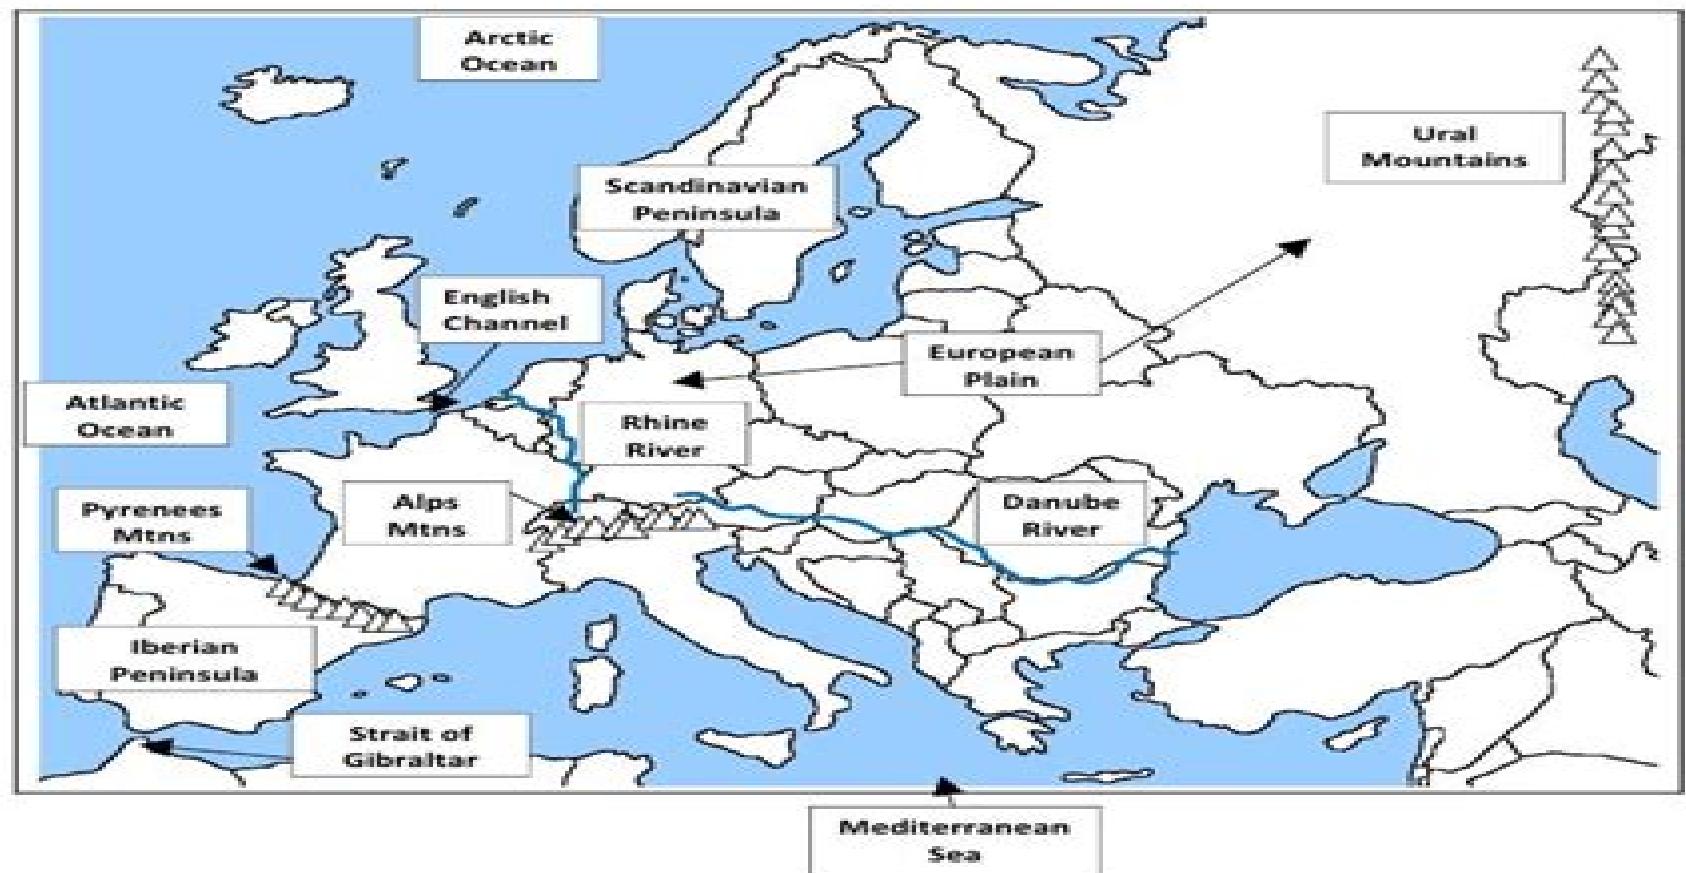 Arctic
Ocean
Ural
Mountains
Scandinavian
Peninsula
English
Channel
European
Plain
Atlantic
Ocean
Rhine
River
Pyrenees
Mtns
Alps
Mtns
Danube
River
Iberian
Peninsula
Strait of
Gibraltar
Mediterranean
Sea